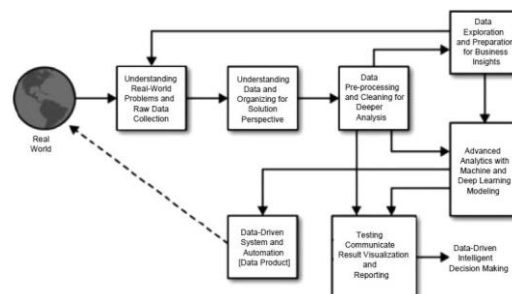 Data
Exploration
and Preparation
for Business
Insights
Understanding
Real-World
Problems and
Raw Data
Collection
Understanding
Data and
Organizing for
Solution
Perspective
Data
Pre-processing
and Cleaning for
Deeper
Analysis
Real
World
Advanced
Analytics with
Machine and
Deep Learning
Modeling
Data-Driven
System and
Automation
[Data Product]
Testing
Communicate
Result Visualization
and
Reporting
Data-Driven
Intelligent
Decision Making